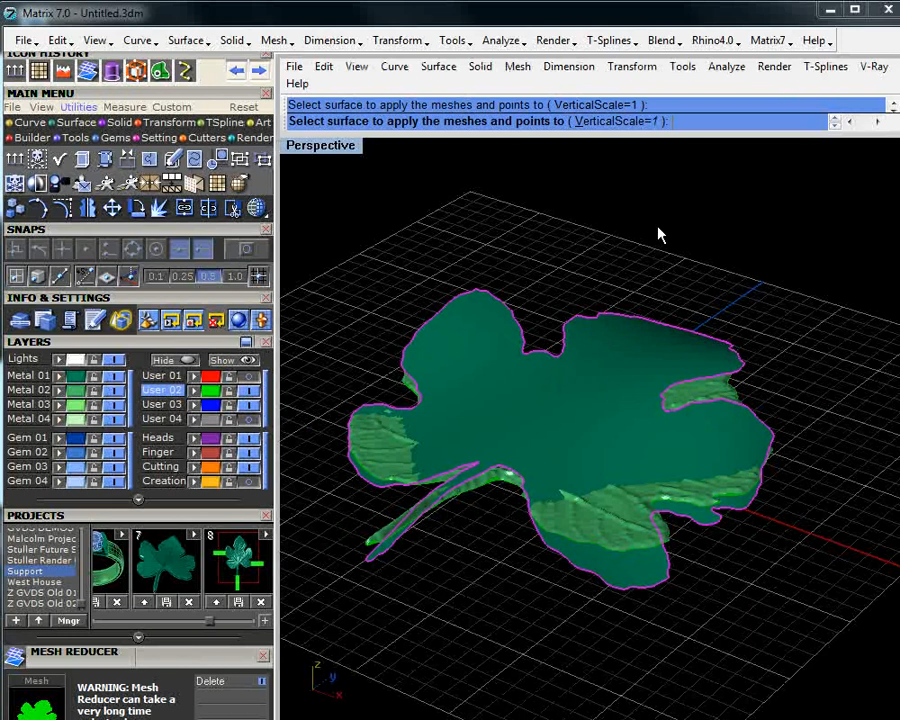 Matrix 7.0 - Untitled.3dm
File Edit View Curve Surface Solid Mesh Dimension Transform Tools Analyze Render T-Splines Blend Rhino4.0 Matrix7 Help
ICON HISTORY
MAIN MENU
File View Utilities Measure Custom Reset
Curve Surface Solid Transform TSpline Art
Builder Tools Gems Setting Cutters Render
SNAPS
0.1 0.25 0.5 1.0
INFO & SETTINGS
LAYERS
Lights Hide Show
Metal 01 User 01
Metal 02 User 02
Metal 03 User 03
Metal 04 User 04
Gem 01 Heads
Gem 02 Finger
Gem 03 Cutting
Gem 04 Creation
PROJECTS
GVDS DEMOS
Malcolm Projec
Stuller Future S
Stuller Render
Support
West House
Z GVDS Old 01
Z GVDS Old 02
7 8
Mngr
MESH REDUCER
Mesh
WARNING: Mesh
Reducer can take a
very long time
Delete
File Edit View Curve Surface Solid Mesh Dimension Transform Tools Analyze Render T-Splines V-Ray
Help
Select surface to apply the meshes and points to ( VerticalScale=1 ):
Select surface to apply the meshes and points to ( VerticalScale=1 ):
Perspective
z
y
x